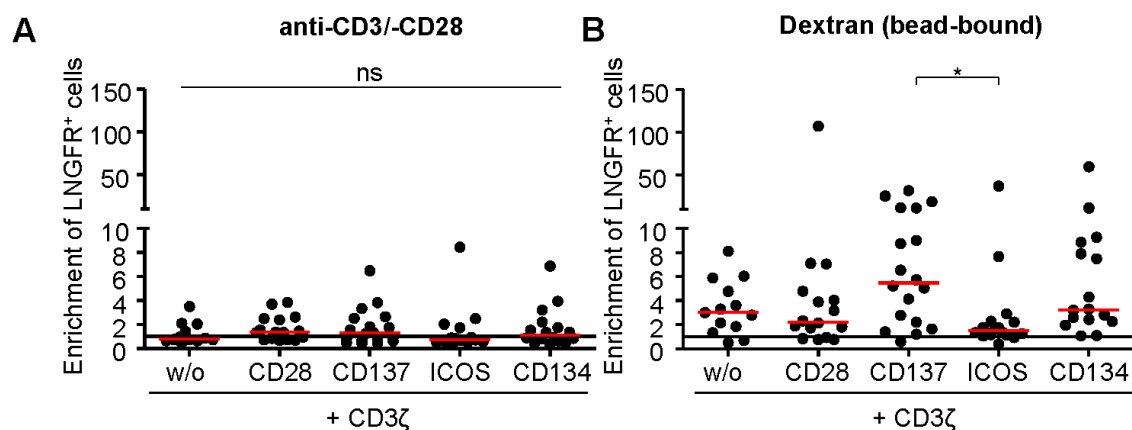 A
anti-CD3/-CD28
Enrichment of LNGFR⁺ cells
ns
150
100
50
10
8
6
4
2
0
w/o CD28 CD137 ICOS CD134
+ CD3ζ
B
Dextran (bead-bound)
Enrichment of LNGFR⁺ cells
*
150
100
50
10
8
6
4
2
0
w/o CD28 CD137 ICOS CD134
+ CD3ζ